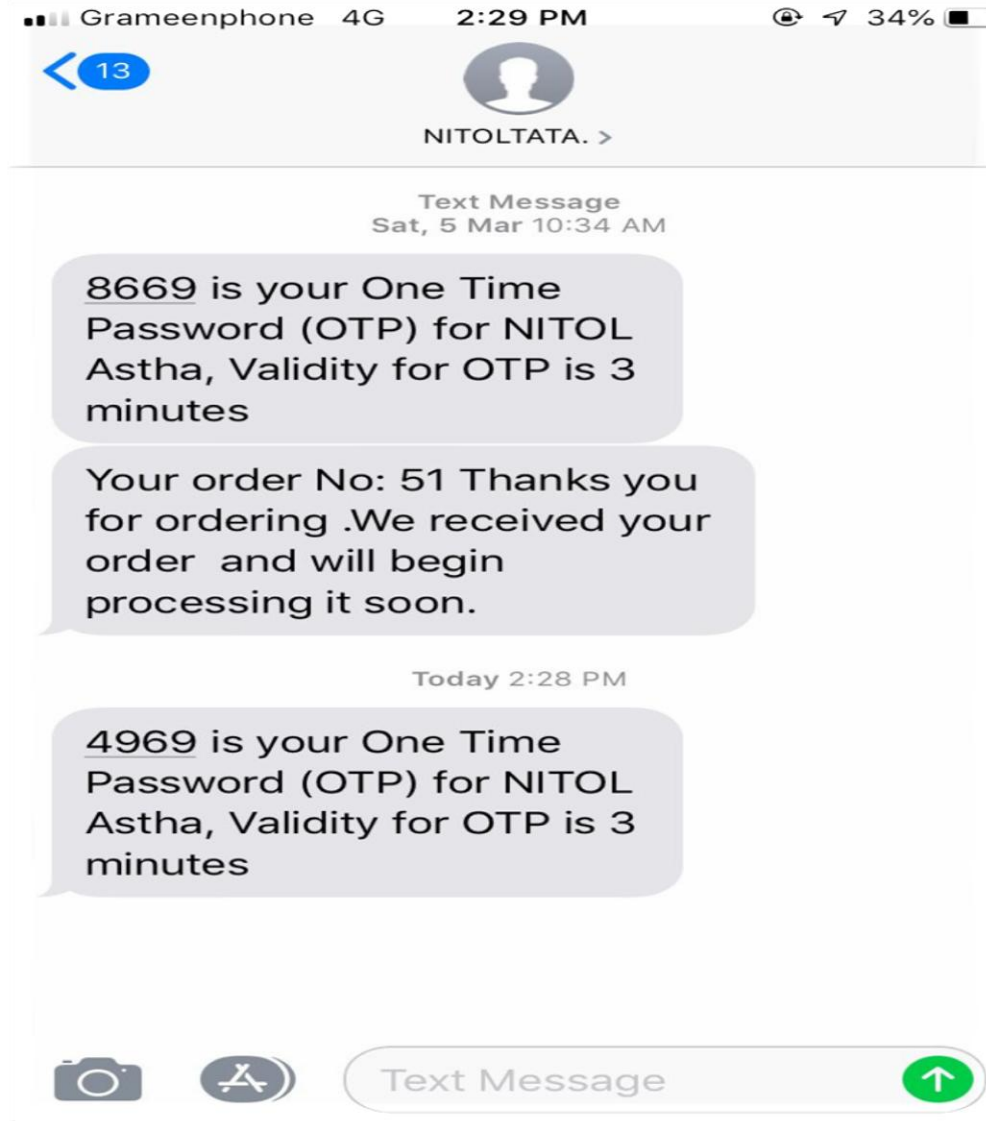 Grameenphone 4G 2:29 PM 34%
13
NITOLTATA. >
Text Message
Sat, 5 Mar 10:34 AM
8669 is your One Time
Password (OTP) for NITOL
Astha, Validity for OTP is 3
minutes
Your order No: 51 Thanks you
for ordering .We received your
order  and will begin
processing it soon.
Today 2:28 PM
4969 is your One Time
Password (OTP) for NITOL
Astha, Validity for OTP is 3
minutes
Text Message